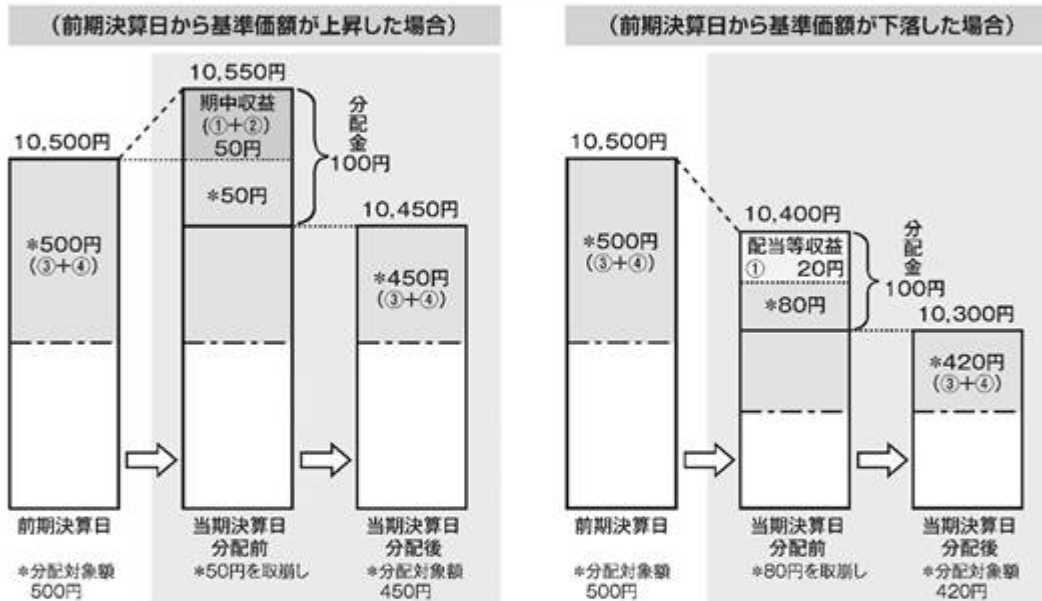 （前期決算日から基準価額が上昇した場合）
10,550円
期中収益
（①＋②）
50円
＊50円
分配金
100円
10,500円
＊500円
（③＋④）
10,450円
＊450円
（③＋④）
前期決算日
当期決算日
分配前
当期決算日
分配後
＊分配対象額
500円
＊50円を取崩し
＊分配対象額
450円
（前期決算日から基準価額が下落した場合）
10,500円
＊500円
（③＋④）
10,400円
配当等収益
① 20円
＊80円
分配金
100円
10,300円
＊420円
（③＋④）
前期決算日
当期決算日
分配前
当期決算日
分配後
＊分配対象額
500円
＊80円を取崩し
＊分配対象額
420円